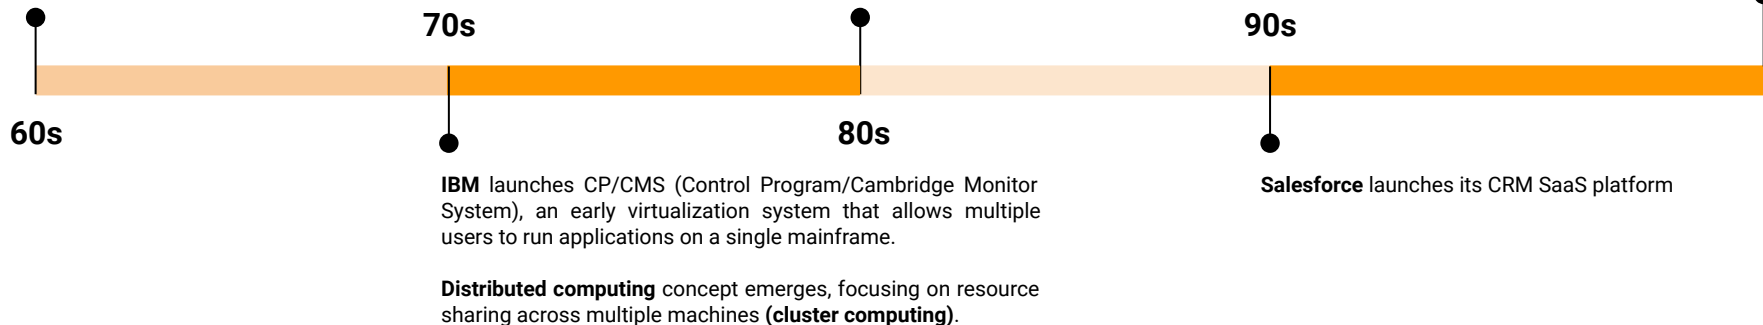 70s
90s
60s
80s
IBM launches CP/CMS (Control Program/Cambridge Monitor
System), an early virtualization system that allows multiple
users to run applications on a single mainframe.
Distributed computing concept emerges, focusing on resource
sharing across multiple machines (cluster computing).
Salesforce launches its CRM SaaS platform